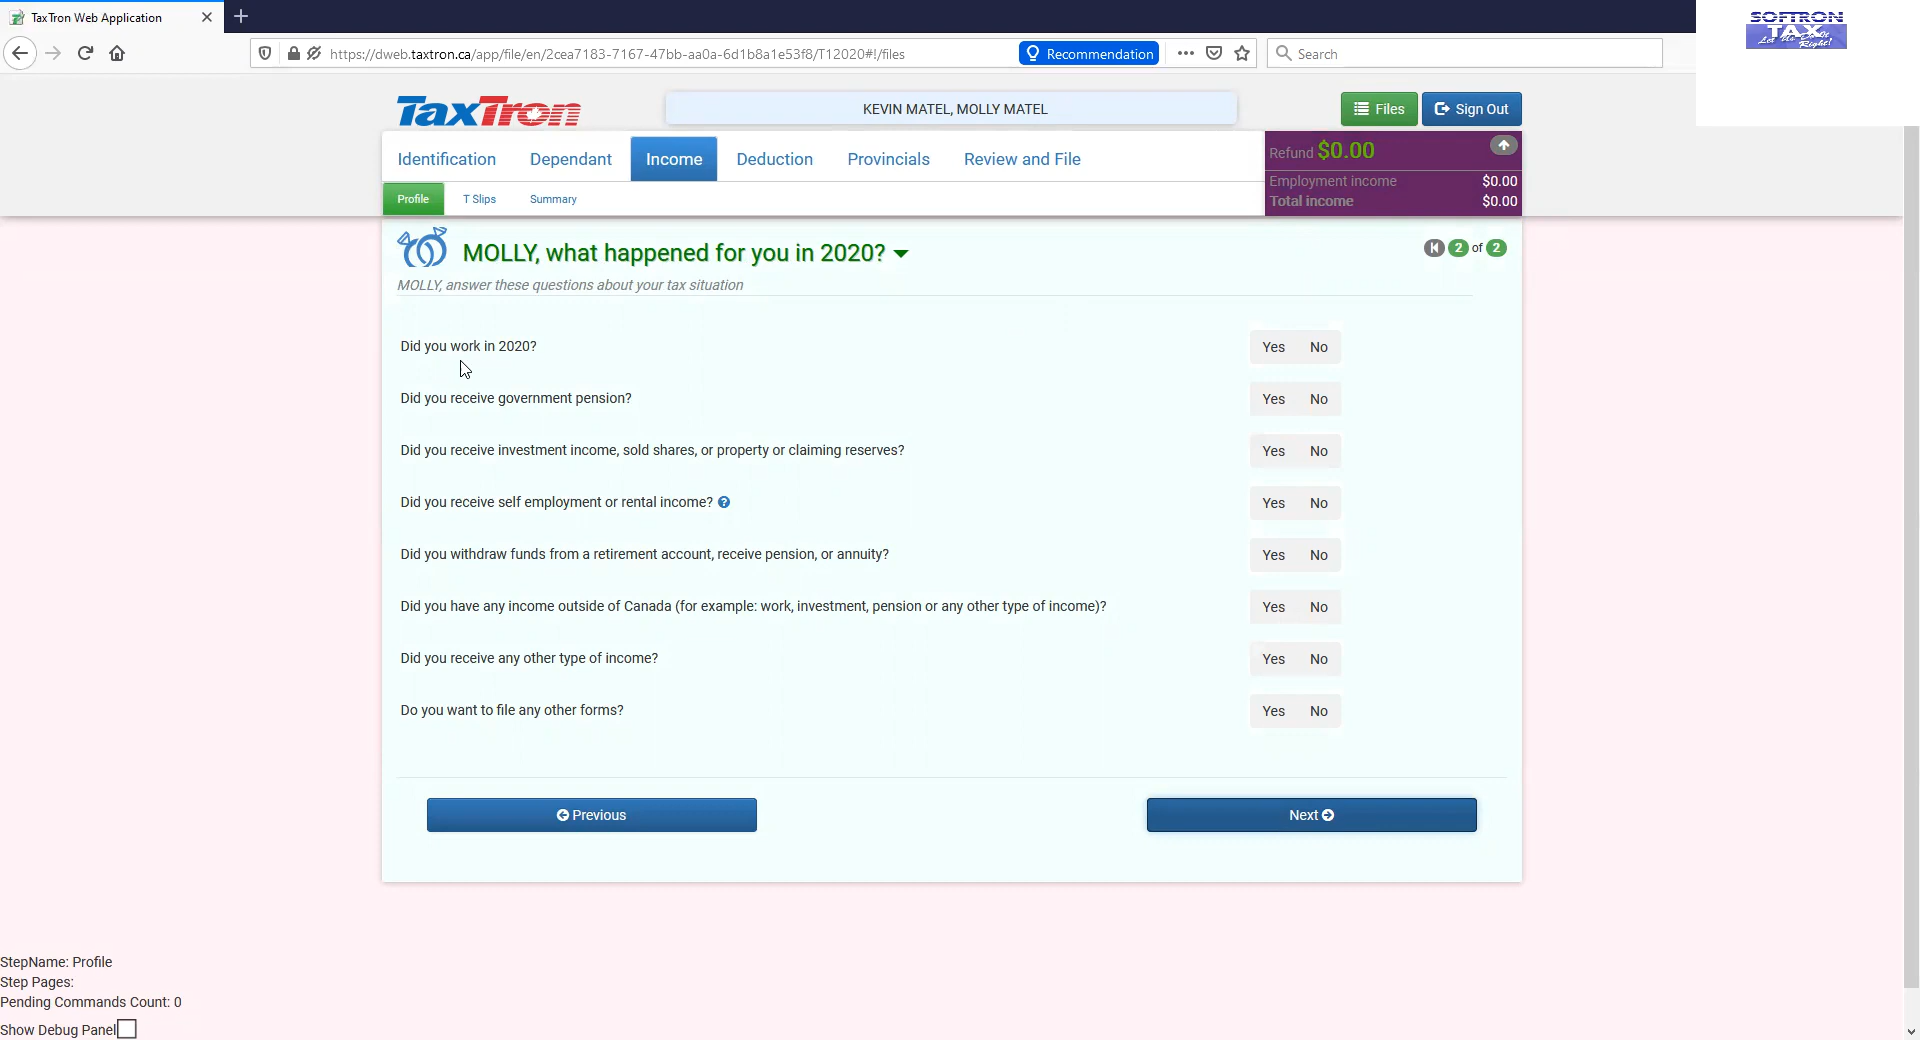 TaxTron Web Application
SOFTRON
TAX
Let Us Do It
Right!
https://dweb.taxtron.ca/app/file/en/2cea7183-7167-47bb-aa0a-6d1b8a1e53f8/T12020#!/files
Recommendation
Search
TaxTron
KEVIN MATEL, MOLLY MATEL
Files
Sign Out
Identification Dependant Income Deduction Provincials Review and File
Refund $0.00
Employment income $0.00
Total income $0.00
Profile T Slips Summary
MOLLY, what happened for you in 2020?
2 of 2
MOLLY, answer these questions about your tax situation
Did you work in 2020? Yes No
Did you receive government pension? Yes No
Did you receive investment income, sold shares, or property or claiming reserves? Yes No
Did you receive self employment or rental income? ? Yes No
Did you withdraw funds from a retirement account, receive pension, or annuity? Yes No
Did you have any income outside of Canada (for example: work, investment, pension or any other type of income)? Yes No
Did you receive any other type of income? Yes No
Do you want to file any other forms? Yes No
Previous Next
StepName: Profile
Step Pages:
Pending Commands Count: 0
Show Debug Panel